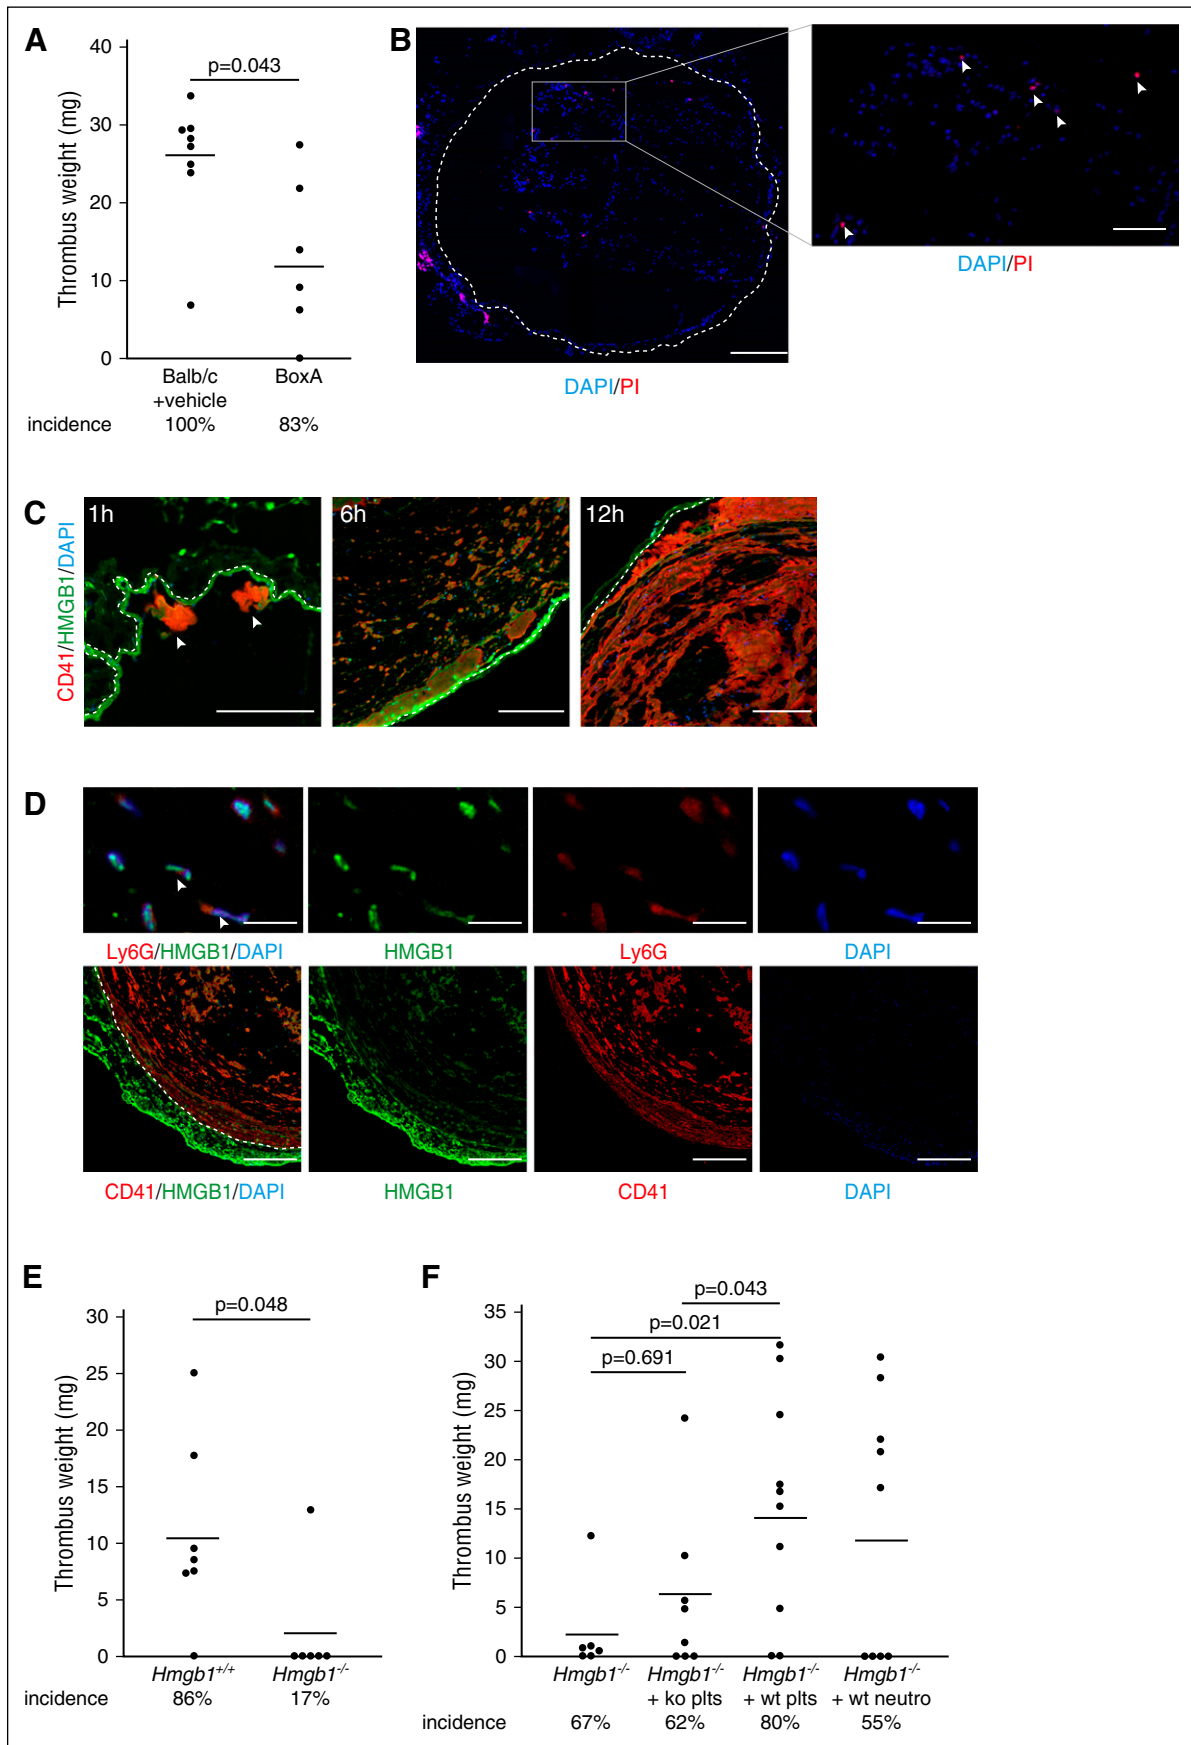 A
40
30
20
10
0
Thrombus weight (mg)
p=0.043
Balb/c BoxA
+vehicle
incidence 100% 83%
B
DAPI/PI
DAPI/PI
C
CD41/HMGB1/DAPI
1h 6h 12h
D
Ly6G/HMGB1/DAPI HMGB1 Ly6G DAPI
CD41/HMGB1/DAPI HMGB1 CD41 DAPI
E
30
25
20
15
10
5
0
Thrombus weight (mg)
p=0.048
Hmgb1+/+ Hmgb1-/-
incidence 86% 17%
F
35
30
25
20
15
10
5
0
Thrombus weight (mg)
p=0.043
p=0.021
p=0.691
Hmgb1-/- Hmgb1-/- Hmgb1-/- Hmgb1-/-
+ ko plts + wt plts + wt neutro
incidence 67% 62% 80% 55%